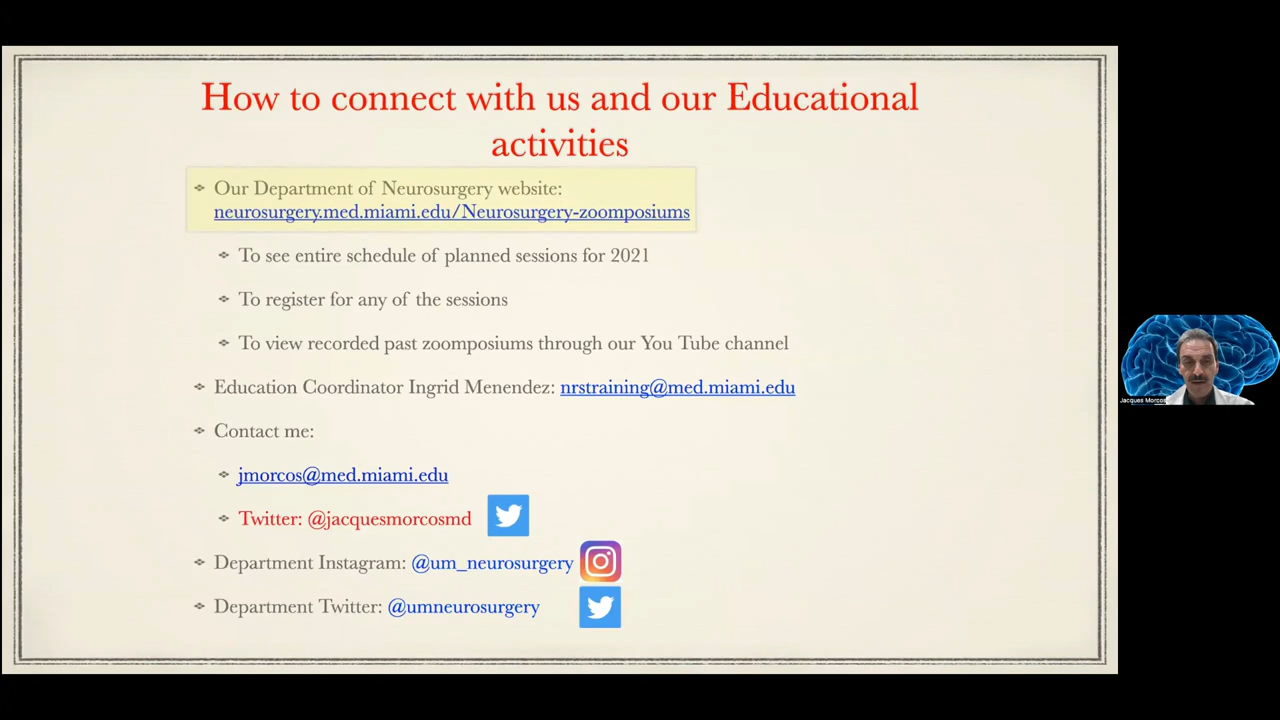 How to connect with us and our Educational
activities
Our Department of Neurosurgery website:
neurosurgery.med.miami.edu/Neurosurgery-zoomposiums
To see entire schedule of planned sessions for 2021
To register for any of the sessions
To view recorded past zoomposiums through our You Tube channel
Education Coordinator Ingrid Menendez: nrstraining@med.miami.edu
Contact me:
jmorcos@med.miami.edu
Twitter: @jacquesmorcosmd
Department Instagram: @um_neurosurgery
Department Twitter: @umneurosurgery
Jacques Morcos